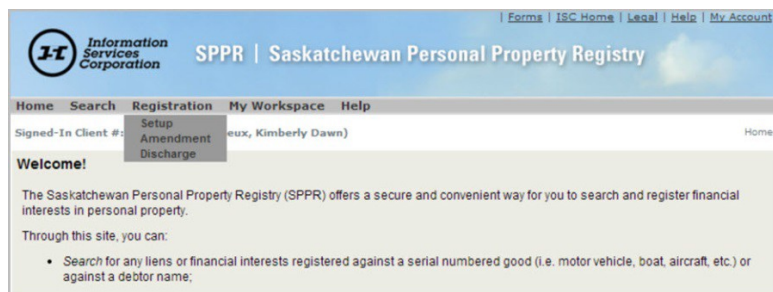 | Forms | ISC Home | Legal | Help | My Account
Information
Services
Corporation
SPPR | Saskatchewan Personal Property Registry
Home Search Registration My Workspace Help
Setup
Amendment
Discharge
Signed-In Client #: eux, Kimberly Dawn)
Home
Welcome!
The Saskatchewan Personal Property Registry (SPPR) offers a secure and convenient way for you to search and register financial
interests in personal property.
Through this site, you can:
• Search for any liens or financial interests registered against a serial numbered good (i.e. motor vehicle, boat, aircraft, etc.) or
against a debtor name;